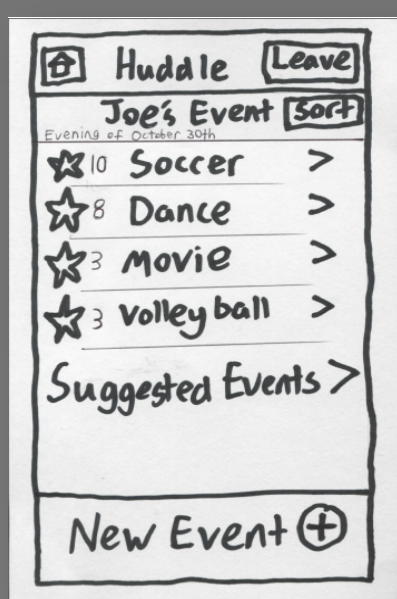 Huddle Leave
Joe's Event Sort
Evening of October 30th
10 Soccer >
8 Dance >
3 Movie >
3 Volleyball >
Suggested Events >
New Event +